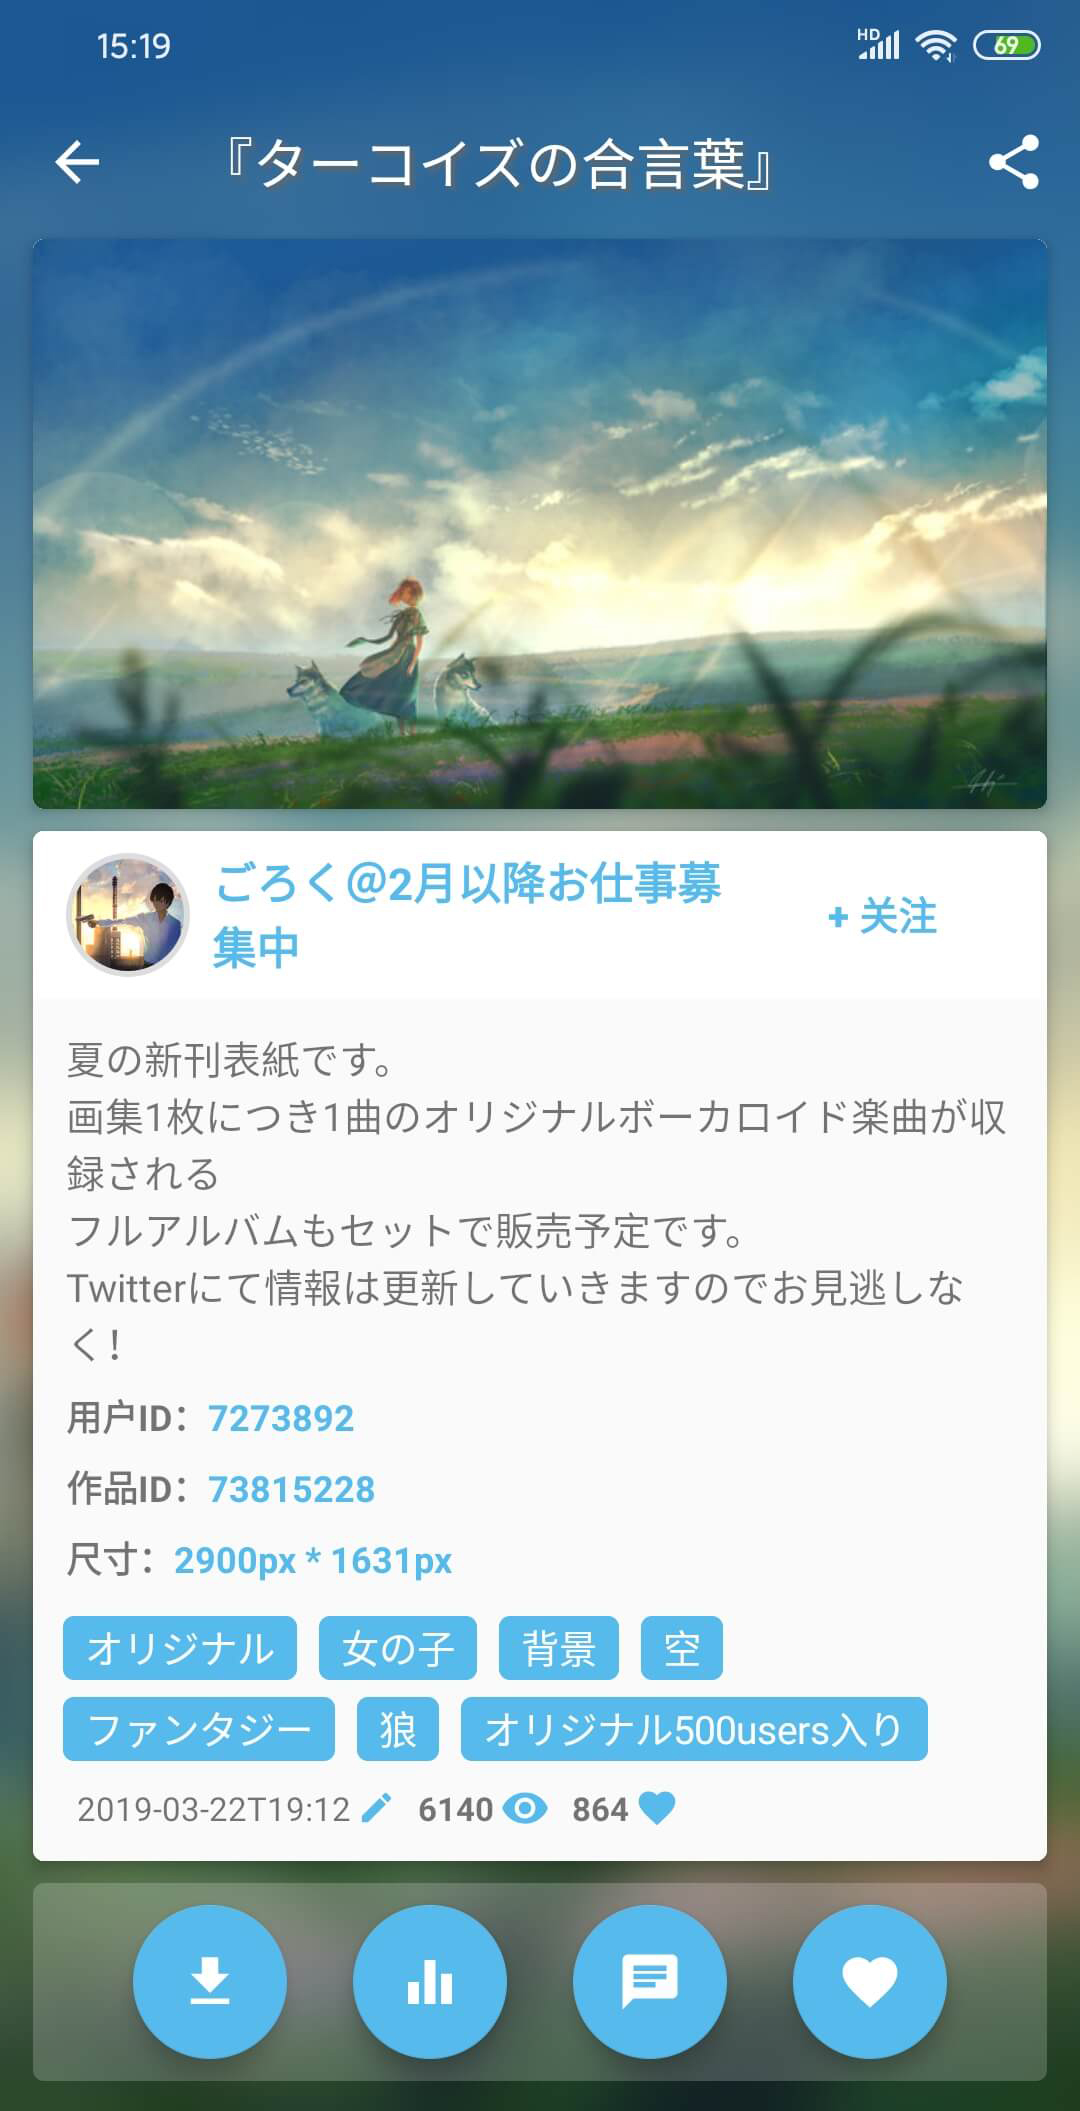 15:19
HD
69
『ターコイズの合言葉』
ごろく@2月以降お仕事募
集中
+ 关注
夏の新刊表紙です。
画集1枚につき1曲のオリジナルボーカロイド楽曲が収
録される
フルアルバムもセットで販売予定です。
Twitterにて情報は更新していきますのでお見逃しな
く！
用户ID：7273892
作品ID：73815228
尺寸：2900px * 1631px
オリジナル 女の子 背景 空
ファンタジー 狼 オリジナル500users入り
2019-03-22T19:12 6140 864